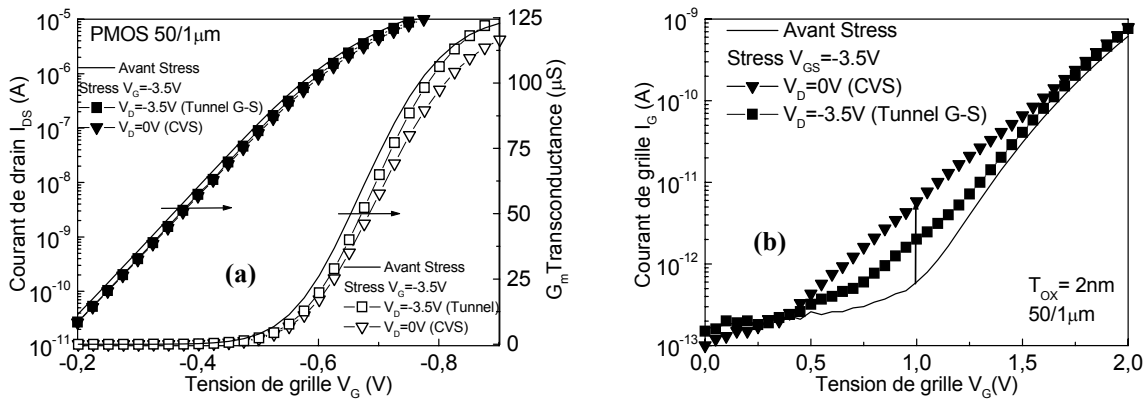 Courant de drain I_DS (A)
10^-5
10^-6
10^-7
10^-8
10^-9
10^-10
10^-11
PMOS 50/1µm
Avant Stress
Stress V_G=-3.5V
V_D=-3.5V (Tunnel G-S)
V_D=0V (CVS)
(a)
Avant Stress
Stress V_G=-3.5V
V_D=-3.5V (Tunnel)
V_D=0V (CVS)
-0,2
-0,4
-0,6
-0,8
Tension de grille V_G (V)
125
100
75
50
25
0
G_m Transconductance (µS)
Courant de grille I_G (A)
10^-9
10^-10
10^-11
10^-12
10^-13
Avant Stress
Stress V_GS=-3.5V
V_D=0V (CVS)
V_D=-3.5V (Tunnel G-S)
(b)
T_OX= 2nm
50/1µm
0,0
0,5
1,0
1,5
2,0
Tension de grille V_G(V)